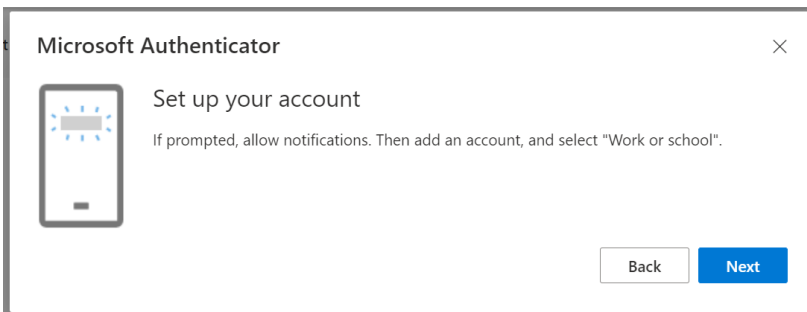 t
Microsoft Authenticator
Set up your account
If prompted, allow notifications. Then add an account, and select "Work or school".
Back
Next